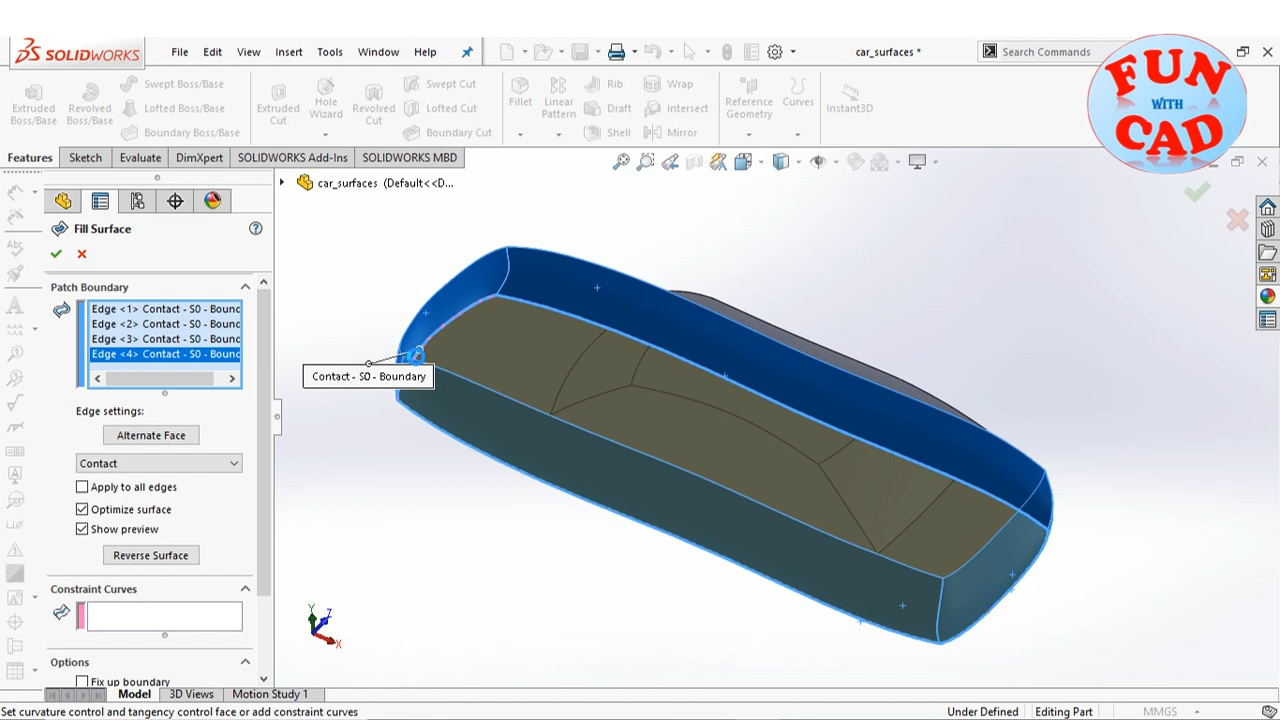 SOLIDWORKS File Edit View Insert Tools Window Help car_surfaces * Search Commands
FUN
WITH
CAD
Extruded Boss/Base
Revolved Boss/Base
Swept Boss/Base
Lofted Boss/Base
Boundary Boss/Base
Extruded Cut
Hole Wizard
Revolved Cut
Swept Cut
Lofted Cut
Boundary Cut
Fillet
Linear Pattern
Rib
Draft
Shell
Wrap
Intersect
Mirror
Reference Geometry
Curves
Instant3D
Features Sketch Evaluate DimXpert SOLIDWORKS Add-Ins SOLIDWORKS MBD
car_surfaces (Default<<D...
Fill Surface
Patch Boundary
Edge <1> Contact - S0 - Bound
Edge <2> Contact - S0 - Bound
Edge <3> Contact - S0 - Bound
Edge <4> Contact - S0 - Bound
Edge settings:
Alternate Face
Contact
Apply to all edges
Optimize surface
Show preview
Reverse Surface
Constraint Curves
Options
Fix up boundary
Contact - S0 - Boundary
Y
Z
X
Model 3D Views Motion Study 1
Set curvature control and tangency control face or add constraint curves Under Defined Editing Part MMGS